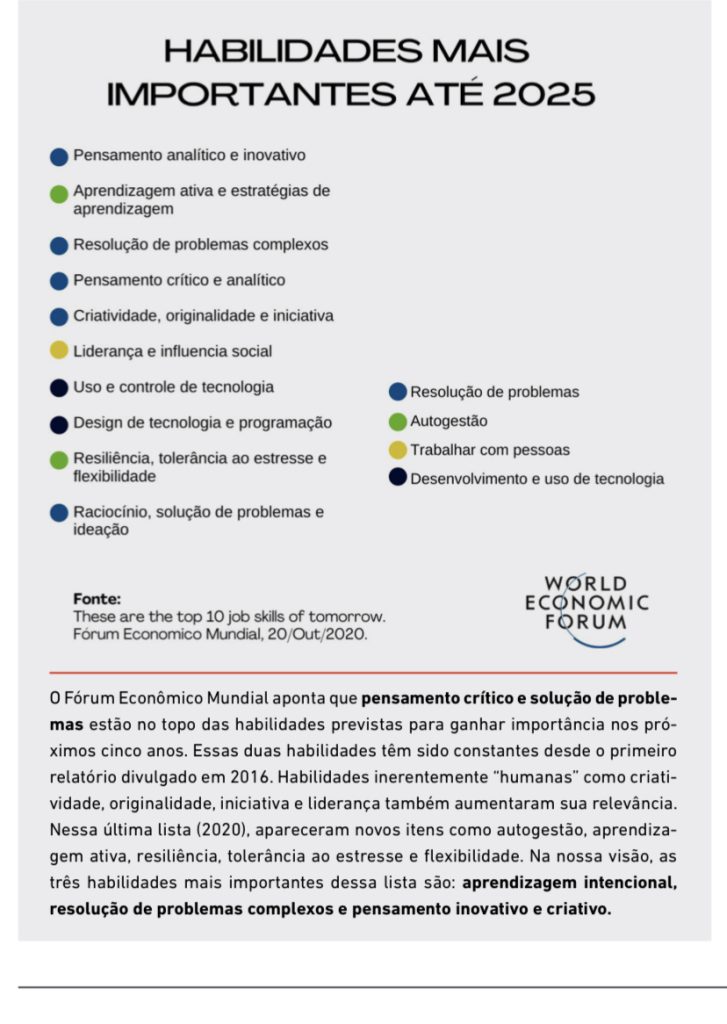 HABILIDADES MAIS
IMPORTANTES ATÉ 2025
Pensamento analítico e inovativo
Aprendizagem ativa e estratégias de
aprendizagem
Resolução de problemas complexos
Pensamento crítico e analítico
Criatividade, originalidade e iniciativa
Liderança e influencia social
Uso e controle de tecnologia
Design de tecnologia e programação
Resiliência, tolerância ao estresse e
flexibilidade
Raciocínio, solução de problemas e
ideação
Resolução de problemas
Autogestão
Trabalhar com pessoas
Desenvolvimento e uso de tecnologia
Fonte:
These are the top 10 job skills of tomorrow.
Fórum Economico Mundial, 20/Out/2020.
WORLD
ECONOMIC
FORUM
O Fórum Econômico Mundial aponta que pensamento crítico e solução de proble-
mas estão no topo das habilidades previstas para ganhar importância nos pró-
ximos cinco anos. Essas duas habilidades têm sido constantes desde o primeiro
relatório divulgado em 2016. Habilidades inerentemente “humanas” como criati-
vidade, originalidade, iniciativa e liderança também aumentaram sua relevância.
Nessa última lista (2020), apareceram novos itens como autogestão, aprendiza-
gem ativa, resiliência, tolerância ao estresse e flexibilidade. Na nossa visão, as
três habilidades mais importantes dessa lista são: aprendizagem intencional,
resolução de problemas complexos e pensamento inovativo e criativo.